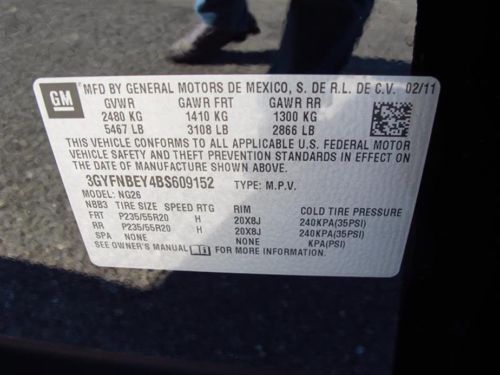 GM MFD BY GENERAL MOTORS DE MEXICO, S. DE R.L. DE C.V. 02/11
GVWR GAWR FRT GAWR RR
2480 KG 1410 KG 1300 KG
5467 LB 3108 LB 2866 LB
THIS VEHICLE CONFORMS TO ALL APPLICABLE U.S. FEDERAL MOTOR
VEHICLE SAFETY AND THEFT PREVENTION STANDARDS IN EFFECT ON
THE DATE OF MANUFACTURE SHOWN ABOVE.
3GYFNBEY4BS609152 TYPE: M.P.V.
MODEL: NG26
NBB3 TIRE SIZE SPEED RTG RIM COLD TIRE PRESSURE
FRT P235/55R20 H 20X8J 240KPA(35PSI)
RR P235/55R20 H 20X8J 240KPA(35PSI)
SPA NONE NONE KPA(PSI)
SEE OWNER'S MANUAL FOR MORE INFORMATION.